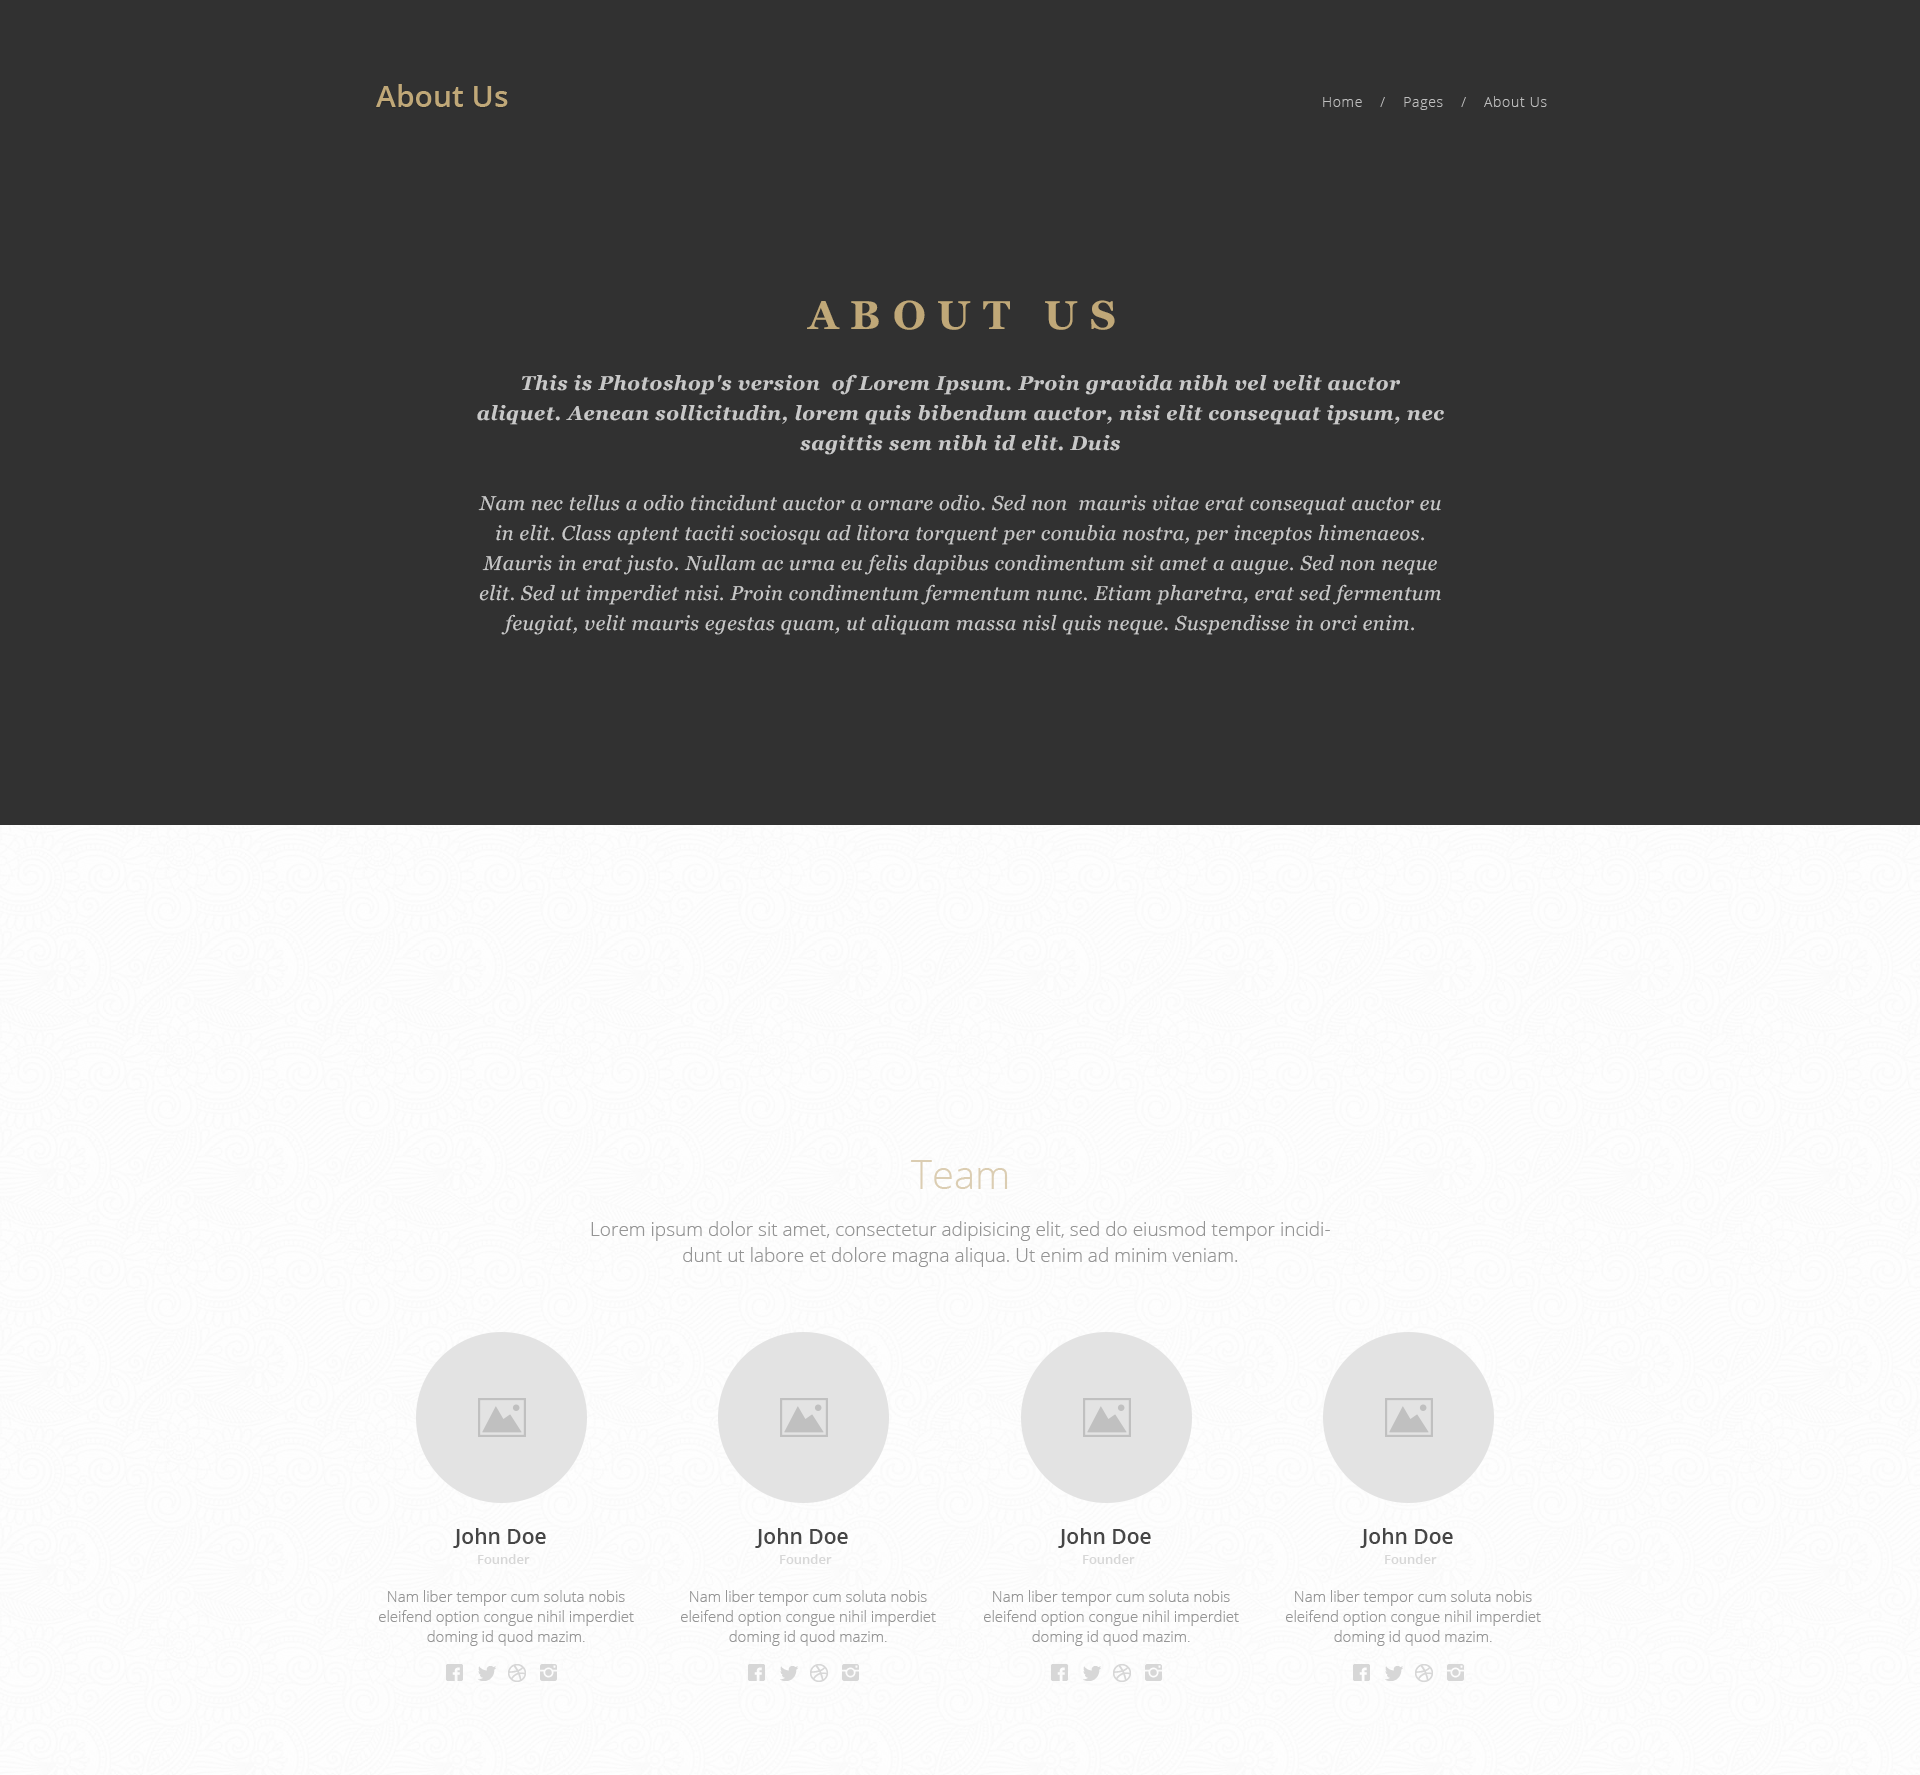 About Us
Home / Pages / About Us
ABOUT US
This is Photoshop's version  of Lorem Ipsum. Proin gravida nibh vel velit auctor
aliquet. Aenean sollicitudin, lorem quis bibendum auctor, nisi elit consequat ipsum, nec
sagittis sem nibh id elit. Duis
Nam nec tellus a odio tincidunt auctor a ornare odio. Sed non  mauris vitae erat consequat auctor eu
in elit. Class aptent taciti sociosqu ad litora torquent per conubia nostra, per inceptos himenaeos.
Mauris in erat justo. Nullam ac urna eu felis dapibus condimentum sit amet a augue. Sed non neque
elit. Sed ut imperdiet nisi. Proin condimentum fermentum nunc. Etiam pharetra, erat sed fermentum
feugiat, velit mauris egestas quam, ut aliquam massa nisl quis neque. Suspendisse in orci enim.
Team
Lorem ipsum dolor sit amet, consectetur adipisicing elit, sed do eiusmod tempor incidi-
dunt ut labore et dolore magna aliqua. Ut enim ad minim veniam.
John Doe
Founder
Nam liber tempor cum soluta nobis
eleifend option congue nihil imperdiet
doming id quod mazim.
John Doe
Founder
Nam liber tempor cum soluta nobis
eleifend option congue nihil imperdiet
doming id quod mazim.
John Doe
Founder
Nam liber tempor cum soluta nobis
eleifend option congue nihil imperdiet
doming id quod mazim.
John Doe
Founder
Nam liber tempor cum soluta nobis
eleifend option congue nihil imperdiet
doming id quod mazim.